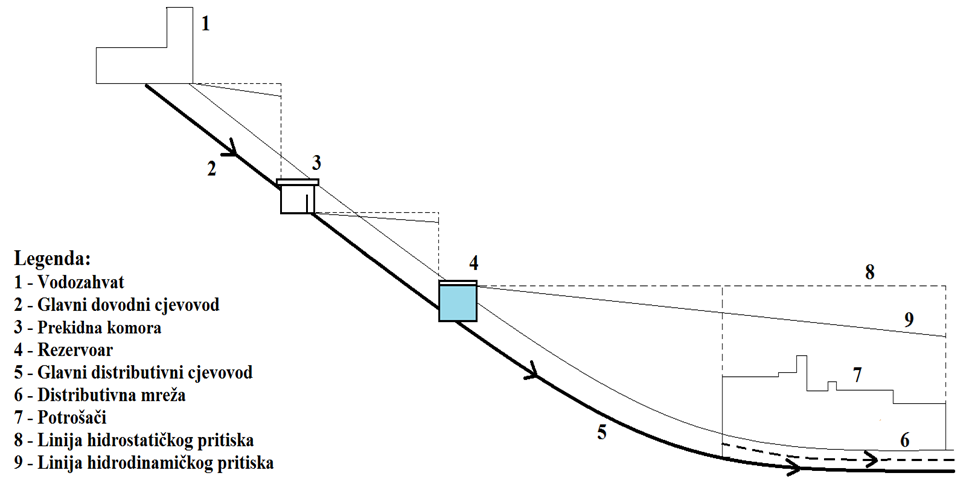 1
2
3
4
8
9
7
5
6
Legenda:
1 - Vodozahvat
2 - Glavni dovodni cjevovod
3 - Prekidna komora
4 - Rezervoar
5 - Glavni distributivni cjevovod
6 - Distributivna mreža
7 - Potrošači
8 - Linija hidrostatičkog pritiska
9 - Linija hidrodinamičkog pritiska